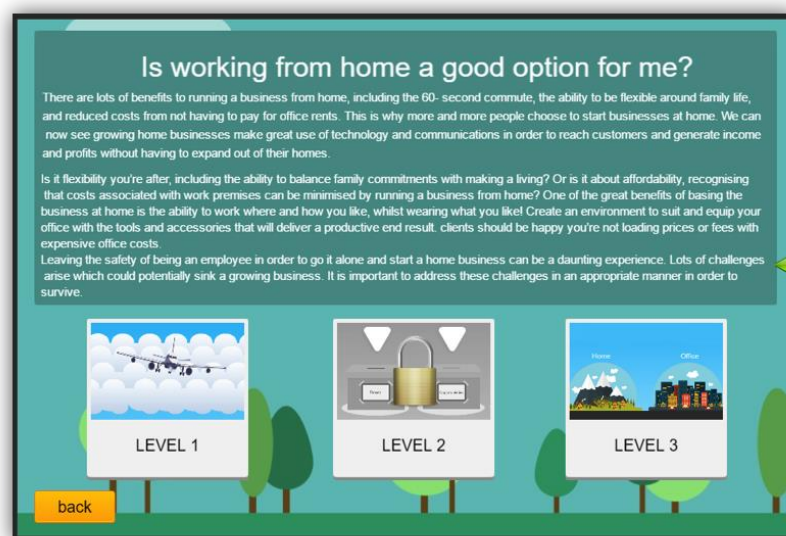 Is working from home a good option for me?
There are lots of benefits to running a business from home, including the 60- second commute, the ability to be flexible around family life,
and reduced costs from not having to pay for office rents. This is why more and more people choose to start businesses at home. We can
now see growing home businesses make great use of technology and communications in order to reach customers and generate income
and profits without having to expand out of their homes.
Is it flexibility you're after, including the ability to balance family commitments with making a living? Or is it about affordability, recognising
that costs associated with work premises can be minimised by running a business from home? One of the great benefits of basing the
business at home is the ability to work where and how you like, whilst wearing what you like! Create an environment to suit and equip your
office with the tools and accessories that will deliver a productive end result. clients should be happy you're not loading prices or fees with
expensive office costs.
Leaving the safety of being an employee in order to go it alone and start a home business can be a daunting experience. Lots of challenges
arise which could potentially sink a growing business. It is important to address these challenges in an appropriate manner in order to
survive.
Home
Office
LEVEL 1
LEVEL 2
LEVEL 3
back